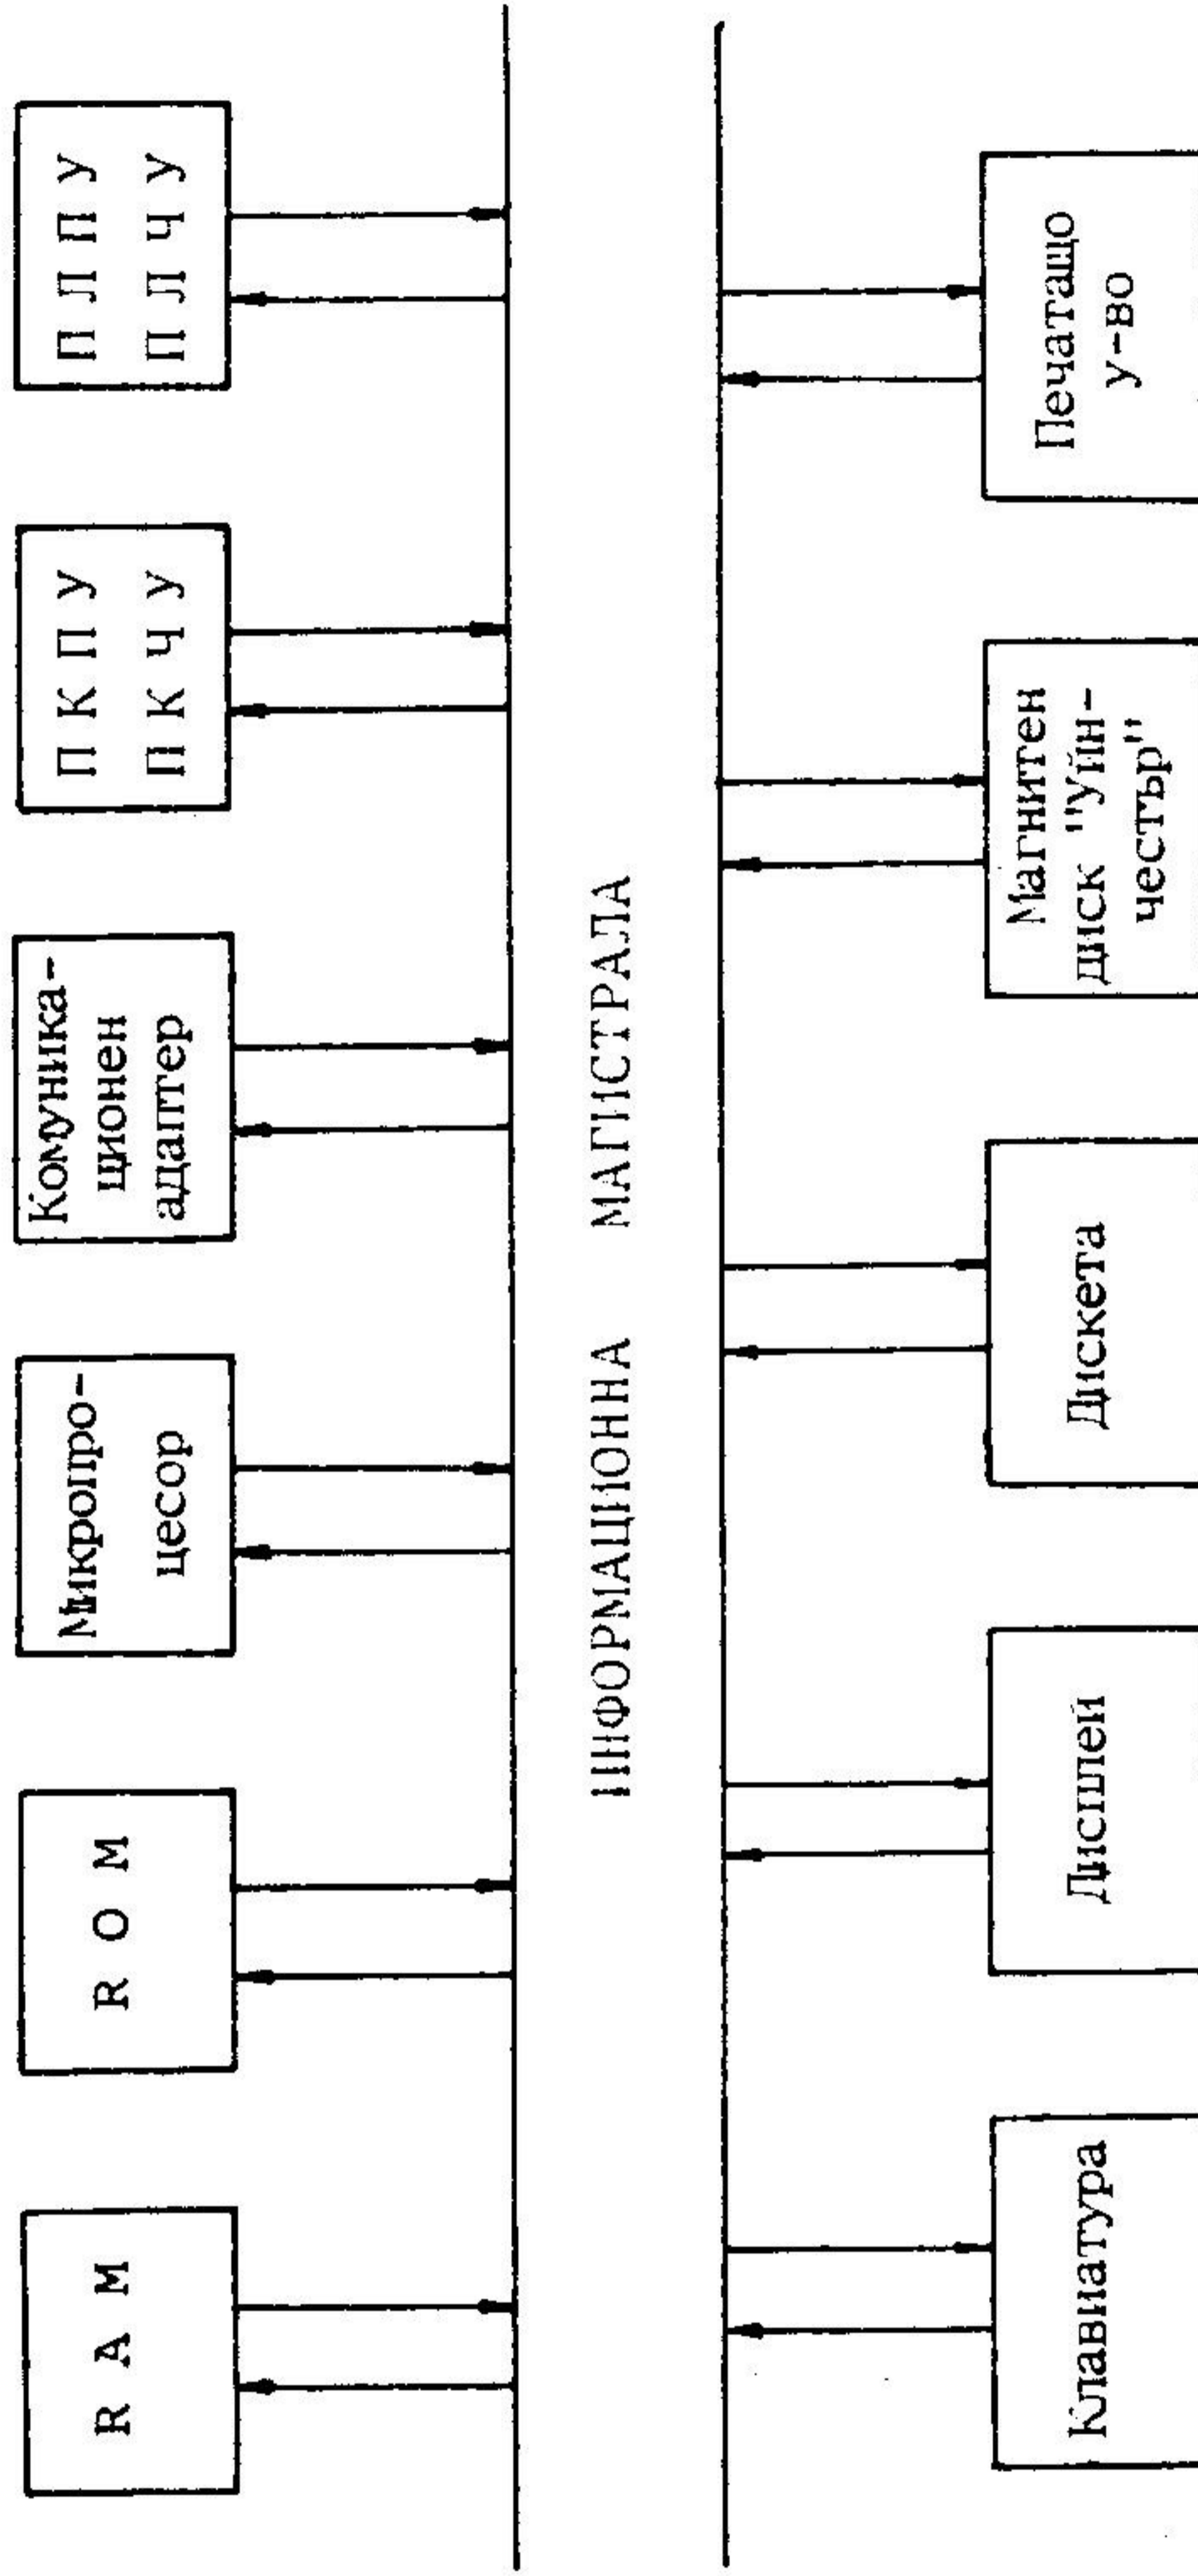 R A M
R O M
Микропро-
цесор
Комуника-
ционен
адаптер
П К П У
П К Ч У
П Л П У
П Л Ч У
ИНФОРМАЦИОННА МАГИСТРАЛА
Клавиатура
Дисплей
Дискета
Магнитен
диск "Уйн-
честър"
Печатащо
у-во